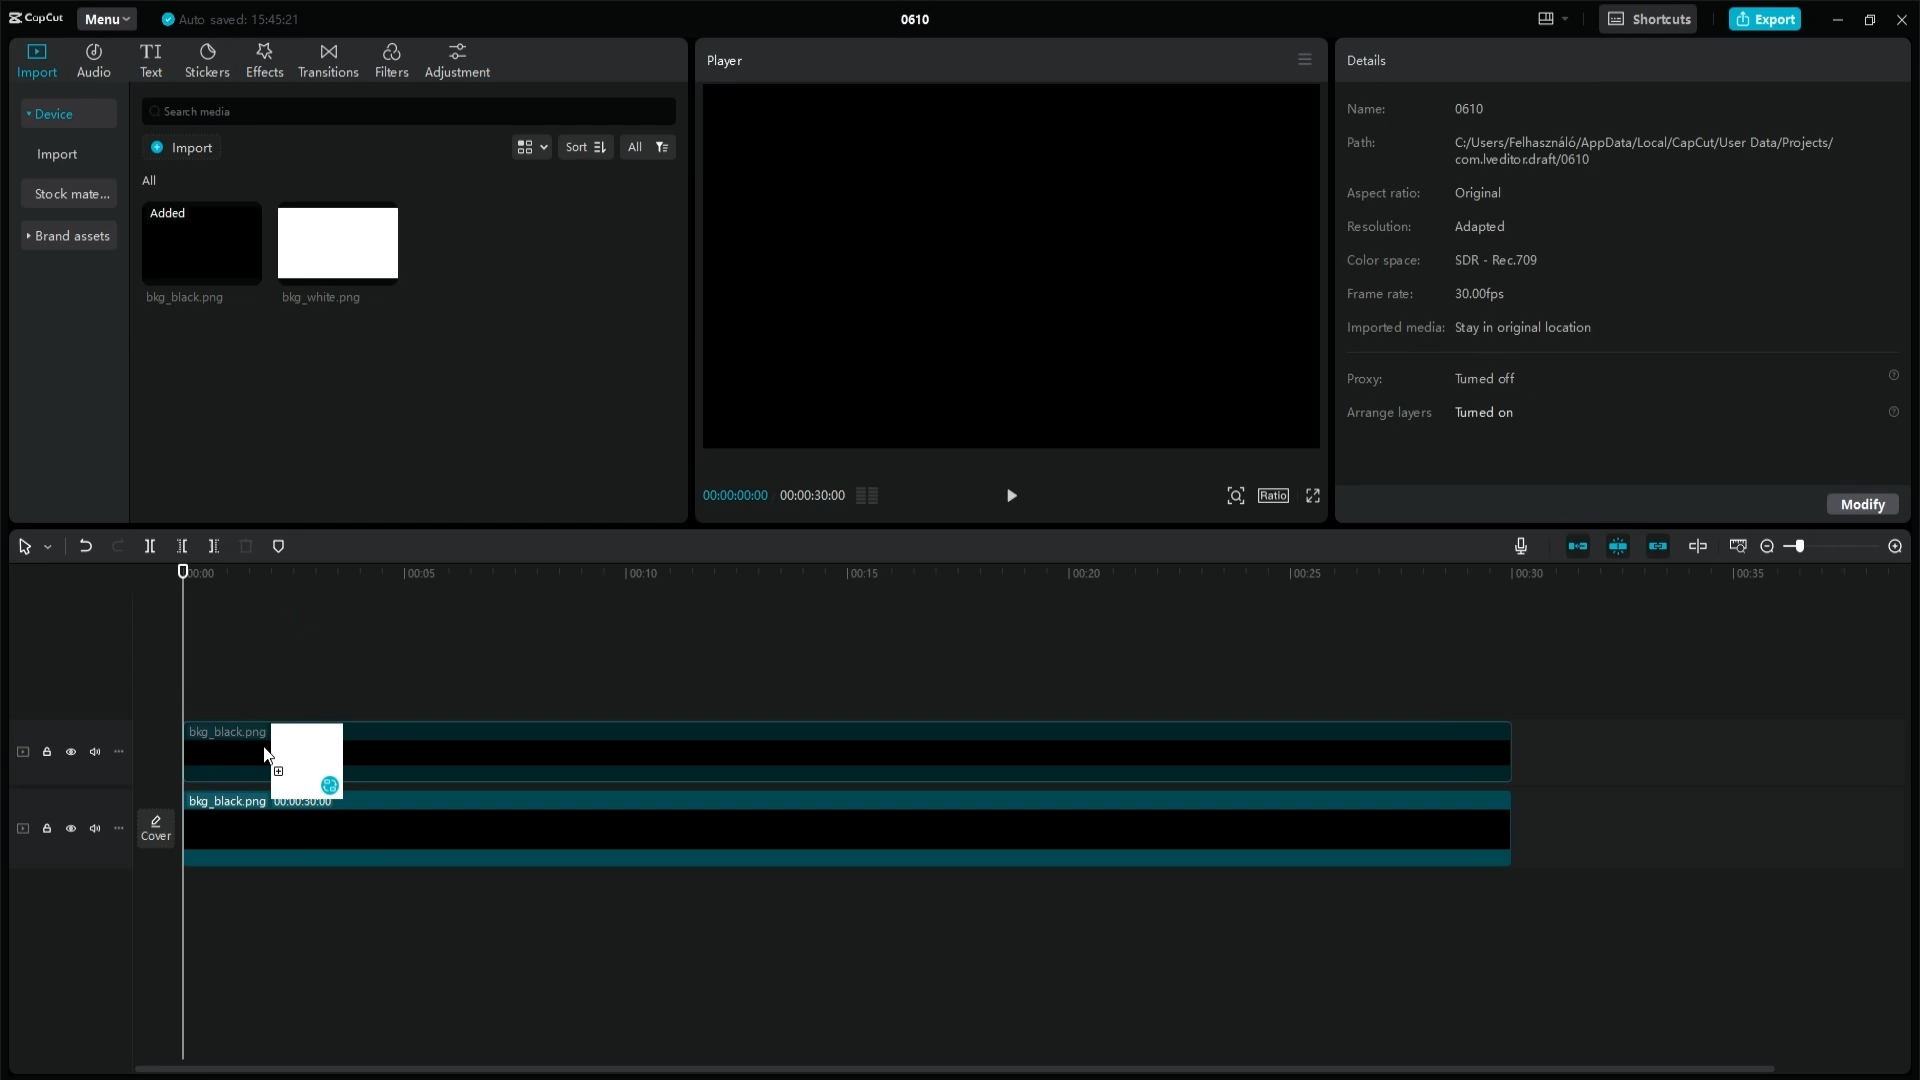 CapCut
Menu
Auto saved: 15:45:21
0610
Shortcuts
Export
Import
Audio
TI
Text
Stickers
Effects
Transitions
Filters
Adjustment
Device
Import
Stock mate...
Brand assets
Search media
Import
Sort
All
All
Added
bkg_black.png
bkg_white.png
Player
00:00:00:00
00:00:30:00
Ratio
Details
Name:
0610
Path:
C:/Users/Felhasználó/AppData/Local/CapCut/User Data/Projects/
com.lveditor.draft/0610
Aspect ratio:
Original
Resolution:
Adapted
Color space:
SDR - Rec.709
Frame rate:
30.00fps
Imported media:
Stay in original location
Proxy:
Turned off
Arrange layers
Turned on
Modify
00:00
00:05
00:10
00:15
00:20
00:25
00:30
00:35
bkg_black.png
Cover
bkg_black.png
00:00:30:00